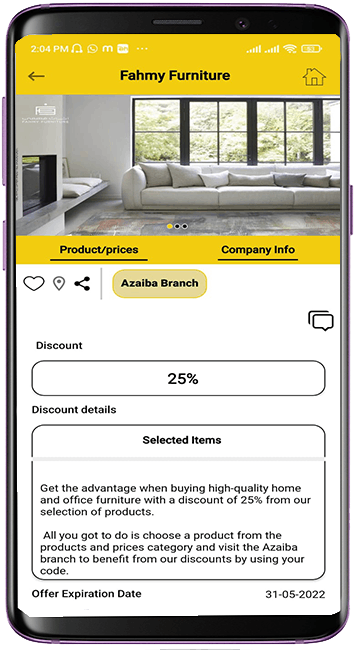 2:04 PM
Fahmy Furniture
Product/prices
Company Info
Azaiba Branch
Discount
25%
Discount details
Selected Items
Get the advantage when buying high-quality home
and office furniture with a discount of 25% from our
selection of products.
All you got to do is choose a product from the
products and prices category and visit the Azaiba
branch to benefit from our discounts by using your
code.
Offer Expiration Date
31-05-2022